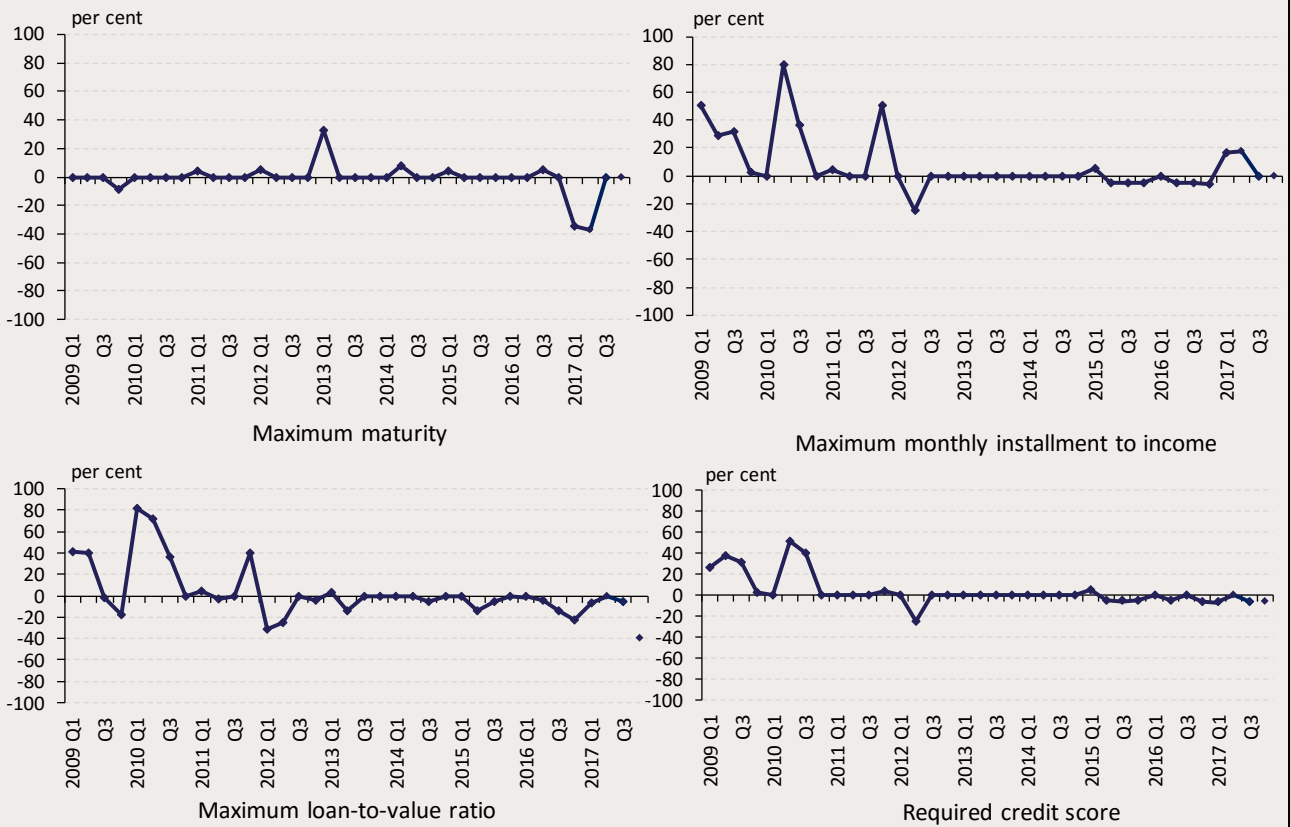 per cent
100
80
60
40
20
0
-20
-40
-60
-80
-100
2009 Q1
Q3
2010 Q1
Q3
2011 Q1
Q3
2012 Q1
Q3
2013 Q1
Q3
2014 Q1
Q3
2015 Q1
Q3
2016 Q1
Q3
2017 Q1
Q3
Maximum maturity
per cent
100
80
60
40
20
0
-20
-40
-60
-80
-100
2009 Q1
Q3
2010 Q1
Q3
2011 Q1
Q3
2012 Q1
Q3
2013 Q1
Q3
2014 Q1
Q3
2015 Q1
Q3
2016 Q1
Q3
2017 Q1
Q3
Maximum monthly installment to income
per cent
100
80
60
40
20
0
-20
-40
-60
-80
-100
2009 Q1
Q3
2010 Q1
Q3
2011 Q1
Q3
2012 Q1
Q3
2013 Q1
Q3
2014 Q1
Q3
2015 Q1
Q3
2016 Q1
Q3
2017 Q1
Q3
Maximum loan-to-value ratio
per cent
100
80
60
40
20
0
-20
-40
-60
-80
-100
2009 Q1
Q3
2010 Q1
Q3
2011 Q1
Q3
2012 Q1
Q3
2013 Q1
Q3
2014 Q1
Q3
2015 Q1
Q3
2016 Q1
Q3
2017 Q1
Q3
Required credit score